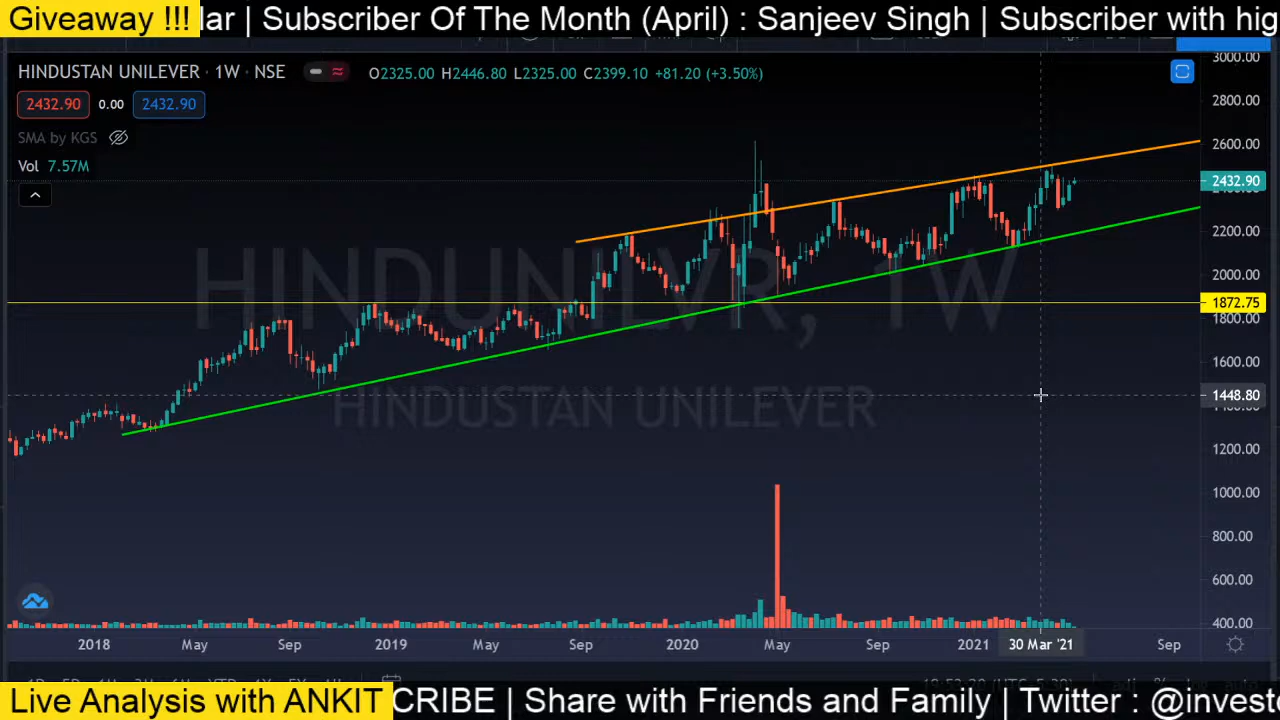 Giveaway !!! lar | Subscriber Of The Month (April) : Sanjeev Singh | Subscriber with hig
HINDUSTAN UNILEVER · 1W · NSE O2325.00 H2446.80 L2325.00 C2399.10 +81.20 (+3.50%)
2432.90 0.00 2432.90
SMA by KGS
Vol 7.57M
HINDUNILVR, 1W
HINDUSTAN UNILEVER
3000.00
2800.00
2600.00
2432.90
2200.00
2000.00
1872.75
1800.00
1600.00
1448.80
1200.00
1000.00
800.00
600.00
400.00
2018 May Sep 2019 May Sep 2020 May Sep 2021 30 Mar '21 Sep
Live Analysis with ANKIT CRIBE | Share with Friends and Family | Twitter : @investo